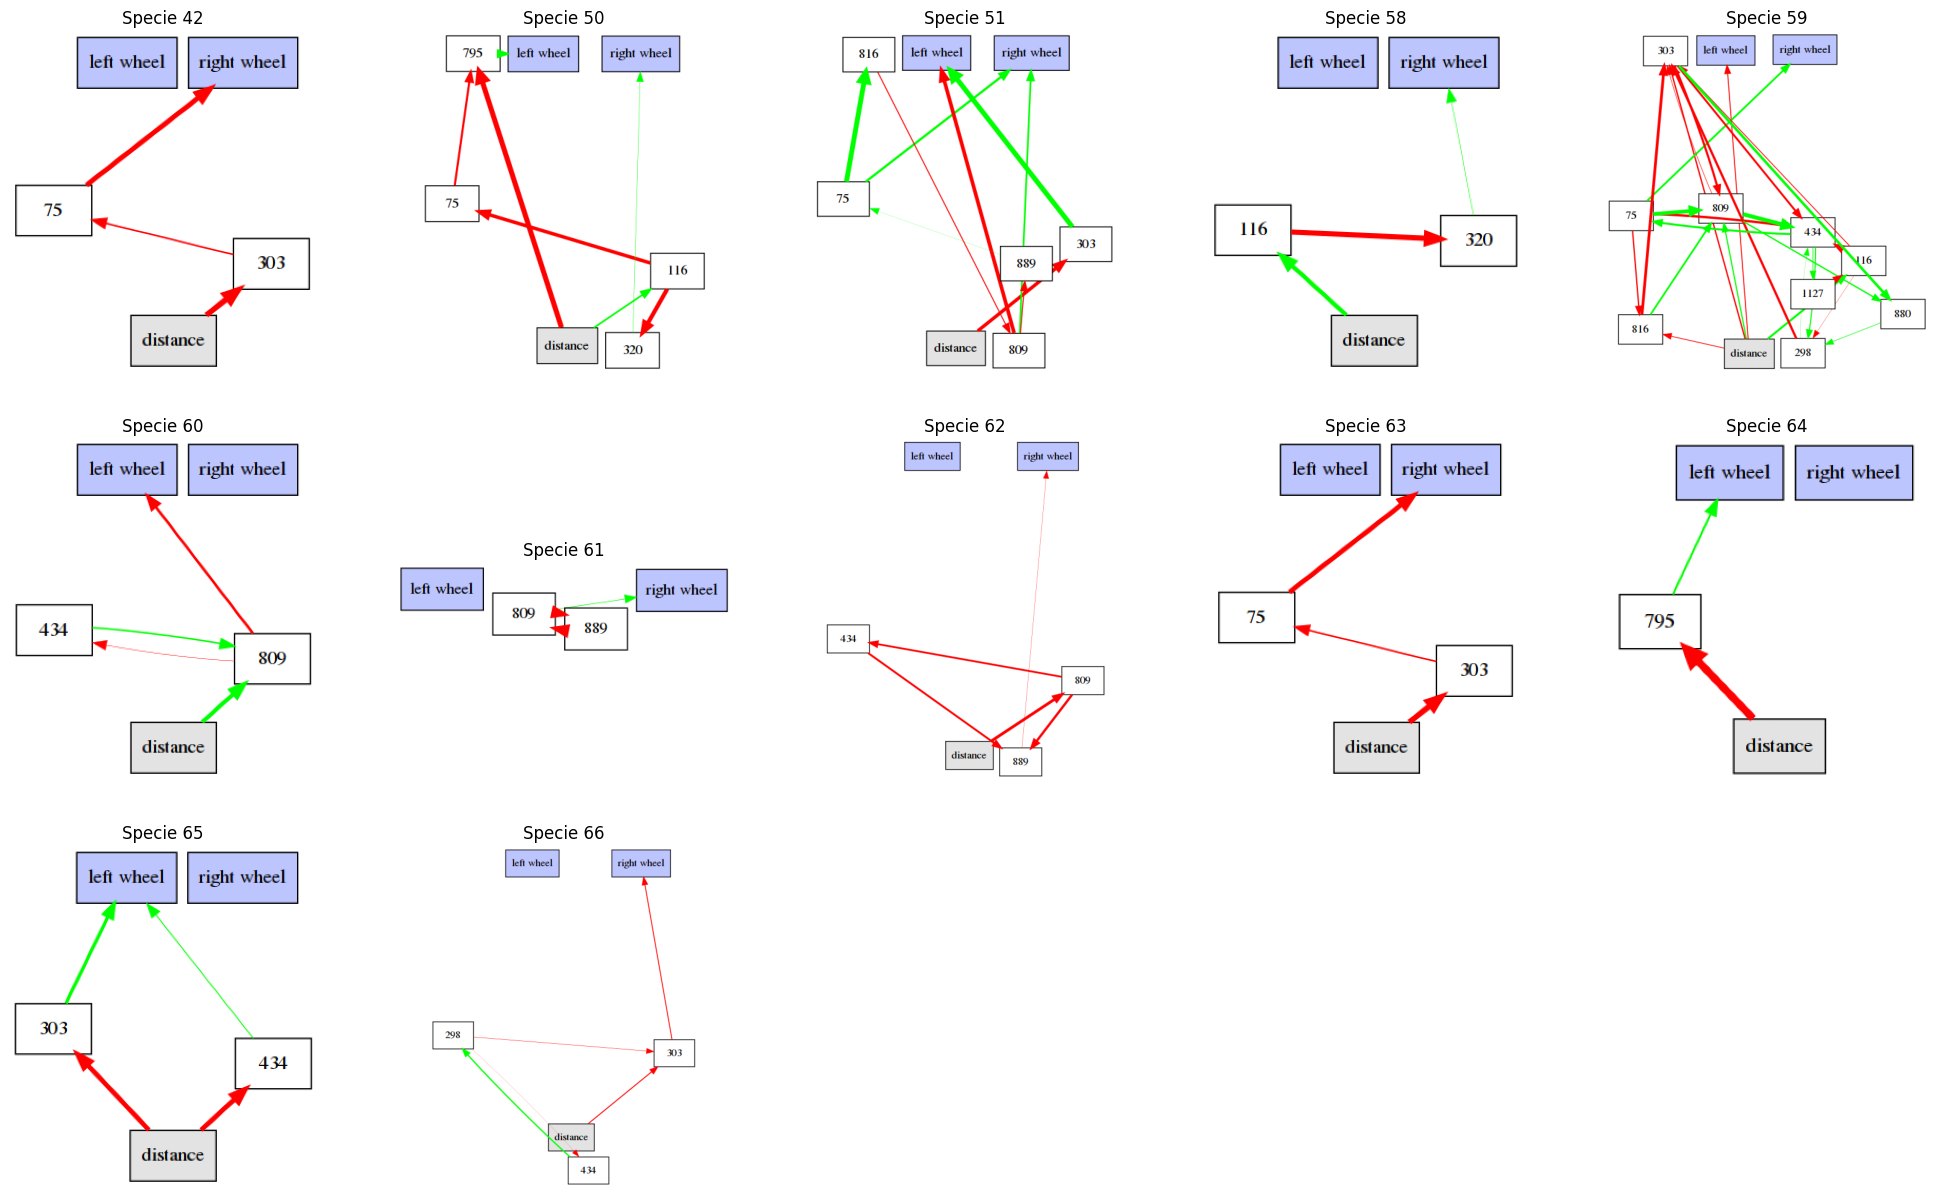 Specie 42
left wheel
right wheel
75
303
distance
Specie 50
795
left wheel
right wheel
75
116
distance
320
Specie 51
816
left wheel
right wheel
75
303
889
distance
809
Specie 58
left wheel
right wheel
116
320
distance
Specie 59
303
left wheel
right wheel
75
809
434
116
1127
880
816
distance
298
Specie 60
left wheel
right wheel
434
809
distance
Specie 61
left wheel
right wheel
809
889
Specie 62
left wheel
right wheel
434
809
distance
889
Specie 63
left wheel
right wheel
75
303
distance
Specie 64
left wheel
right wheel
795
distance
Specie 65
left wheel
right wheel
303
434
distance
Specie 66
left wheel
right wheel
298
303
distance
434